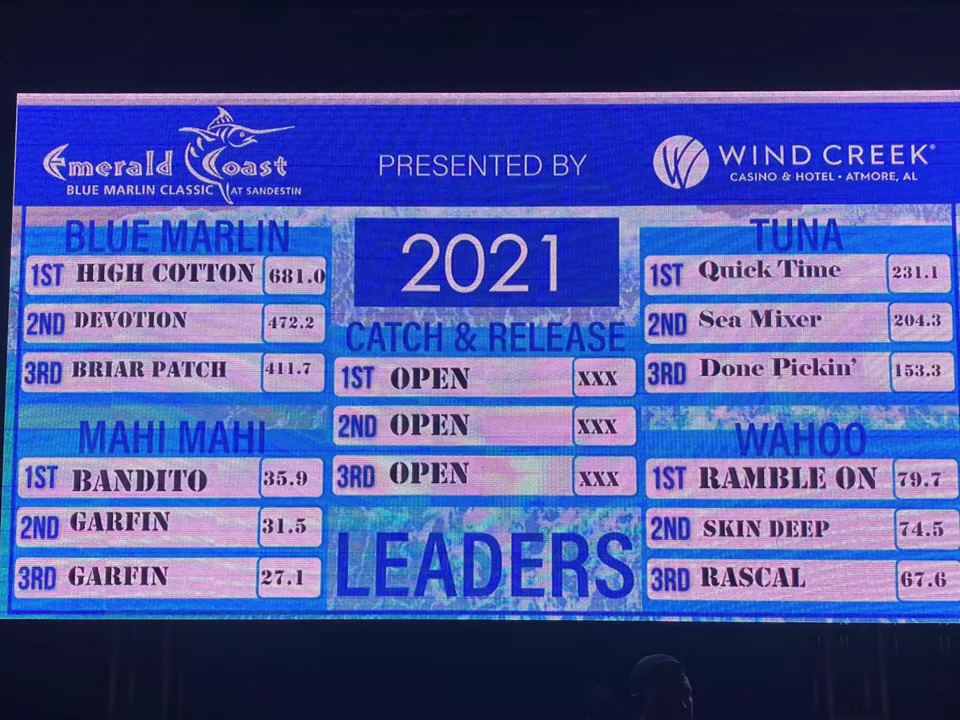 Emerald Coast
BLUE MARLIN CLASSIC AT SANDESTIN
PRESENTED BY
WIND CREEK®
CASINO & HOTEL • ATMORE, AL
BLUE MARLIN
1ST HIGH COTTON 681.0
2ND DEVOTION 472.2
3RD BRIAR PATCH 411.7
MAHI MAHI
1ST BANDITO 35.9
2ND GARFIN 31.5
3RD GARFIN 27.1
2021
CATCH & RELEASE
1ST OPEN XXX
2ND OPEN XXX
3RD OPEN XXX
LEADERS
TUNA
1ST Quick Time 231.1
2ND Sea Mixer 204.3
3RD Done Pickin' 153.3
WAHOO
1ST RAMBLE ON 79.7
2ND SKIN DEEP 74.5
3RD RASCAL 67.6